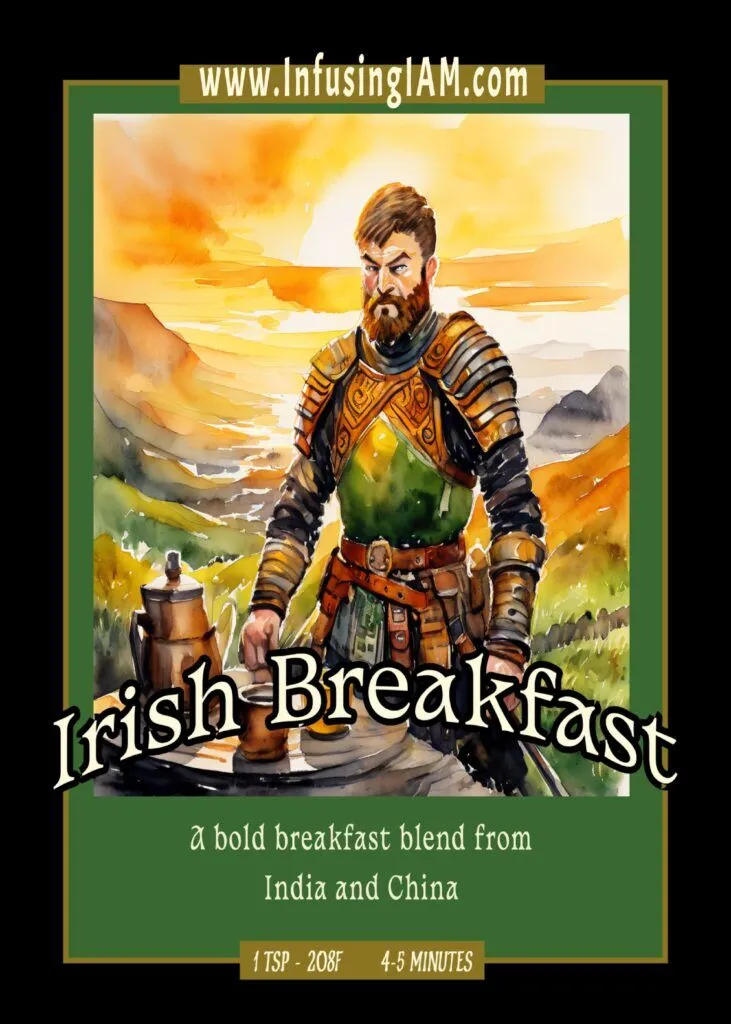 www.InfusingIAM.com
Irish Breakfast
A bold breakfast blend from
India and China
1 TSP - 208F 4-5 MINUTES